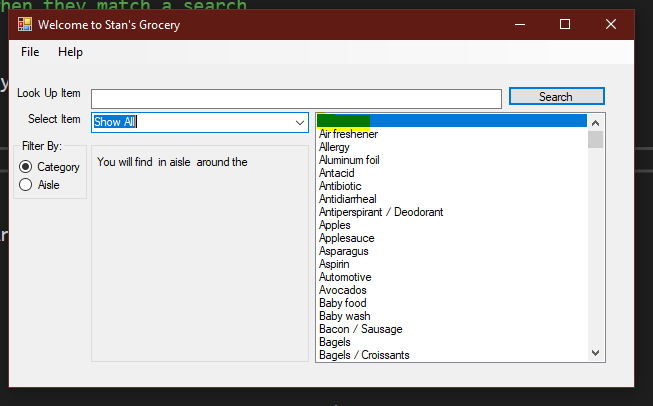 hen they match a search
Welcome to Stan's Grocery
File Help
Look Up Item
Search
Select Item
Show All
Filter By:
Category
Aisle
You will find in aisle around the
Air freshener
Allergy
Aluminum foil
Antacid
Antibiotic
Antidiarrheal
Antiperspirant / Deodorant
Apples
Applesauce
Asparagus
Aspirin
Automotive
Avocados
Baby food
Baby wash
Bacon / Sausage
Bagels
Bagels / Croissants